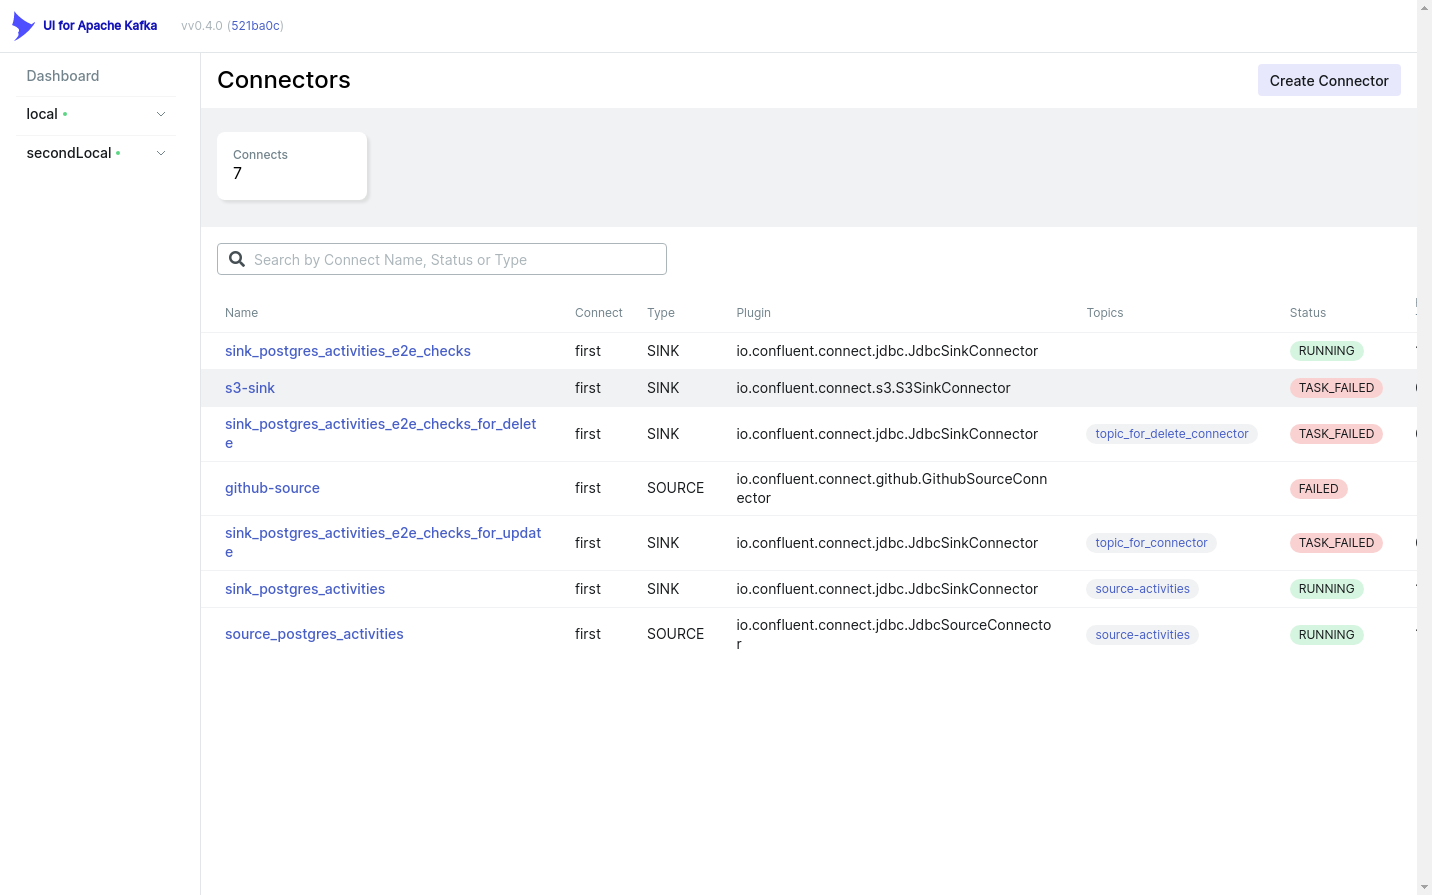 UI for Apache Kafka vv0.4.0 (521ba0c)
Dashboard
local
secondLocal
Connectors
Create Connector
Connects
7
Search by Connect Name, Status or Type
Name Connect Type Plugin Topics Status
sink_postgres_activities_e2e_checks first SINK io.confluent.connect.jdbc.JdbcSinkConnector RUNNING
s3-sink first SINK io.confluent.connect.s3.S3SinkConnector TASK_FAILED
sink_postgres_activities_e2e_checks_for_delet
e
first SINK io.confluent.connect.jdbc.JdbcSinkConnector topic_for_delete_connector TASK_FAILED
github-source first SOURCE
io.confluent.connect.github.GithubSourceConn
ector
FAILED
sink_postgres_activities_e2e_checks_for_updat
e
first SINK io.confluent.connect.jdbc.JdbcSinkConnector topic_for_connector TASK_FAILED
sink_postgres_activities first SINK io.confluent.connect.jdbc.JdbcSinkConnector source-activities RUNNING
source_postgres_activities first SOURCE
io.confluent.connect.jdbc.JdbcSourceConnecto
r
source-activities RUNNING